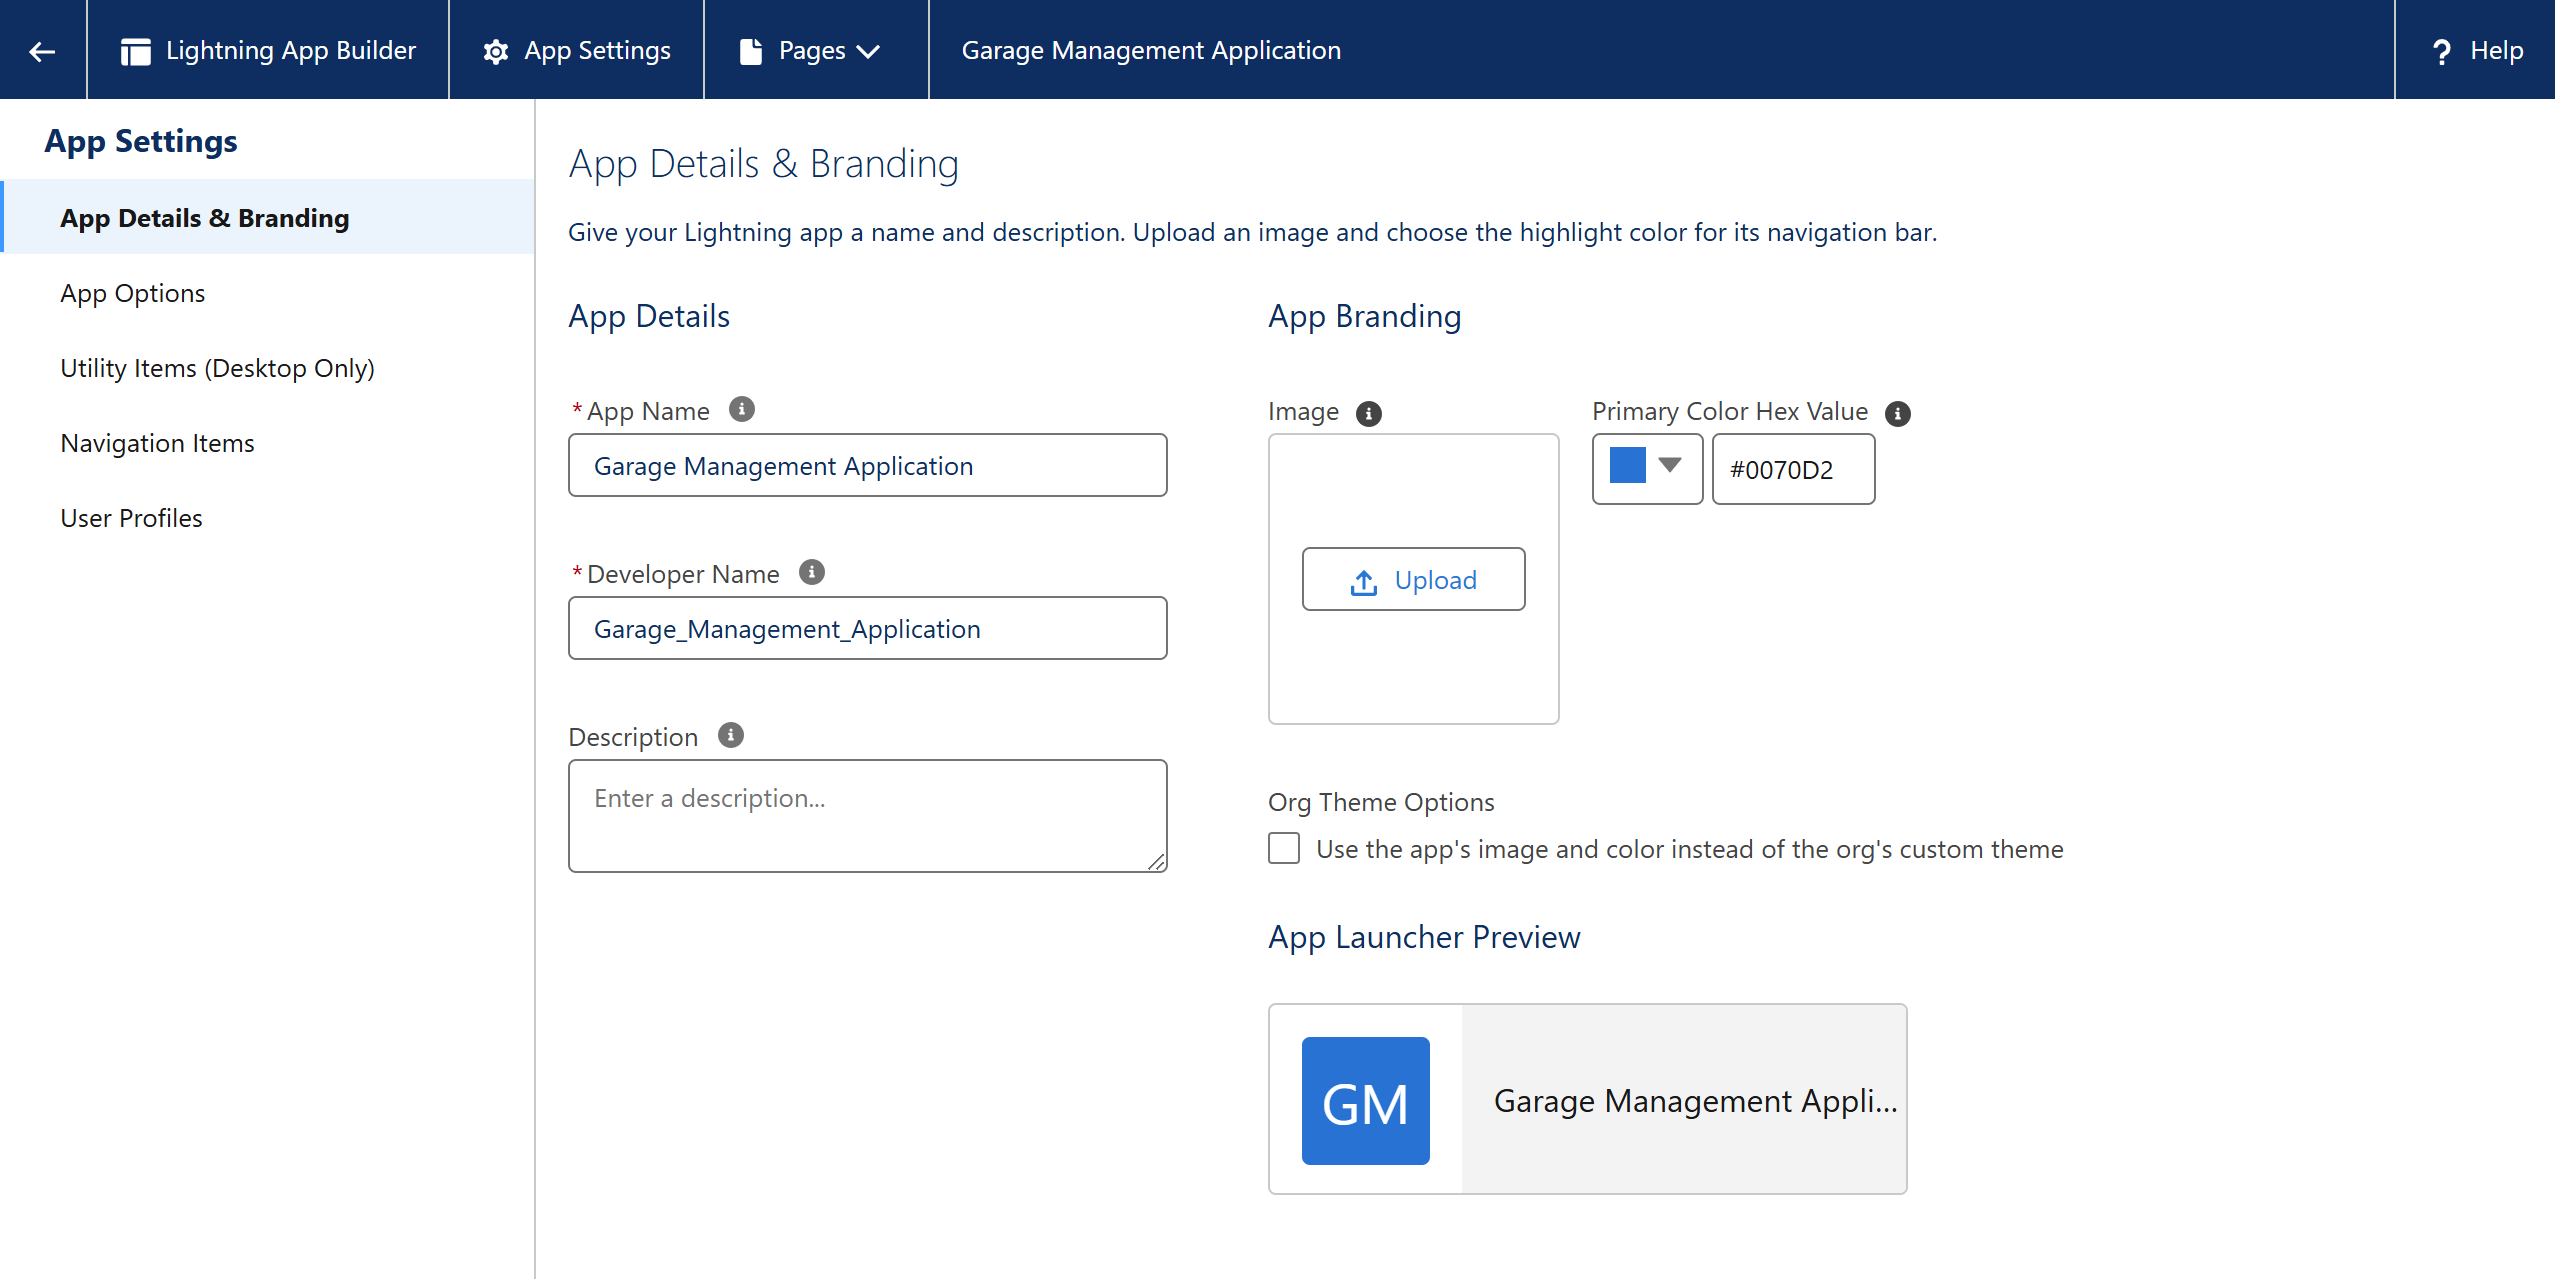 Lightning App Builder
App Settings
Pages
Garage Management Application
? Help
App Settings
App Details & Branding
App Options
Utility Items (Desktop Only)
Navigation Items
User Profiles
App Details & Branding
Give your Lightning app a name and description. Upload an image and choose the highlight color for its navigation bar.
App Details
* App Name
Garage Management Application
* Developer Name
Garage_Management_Application
Description
Enter a description...
App Branding
Image
Primary Color Hex Value
#0070D2
Upload
Org Theme Options
Use the app's image and color instead of the org's custom theme
App Launcher Preview
GM
Garage Management Appli...